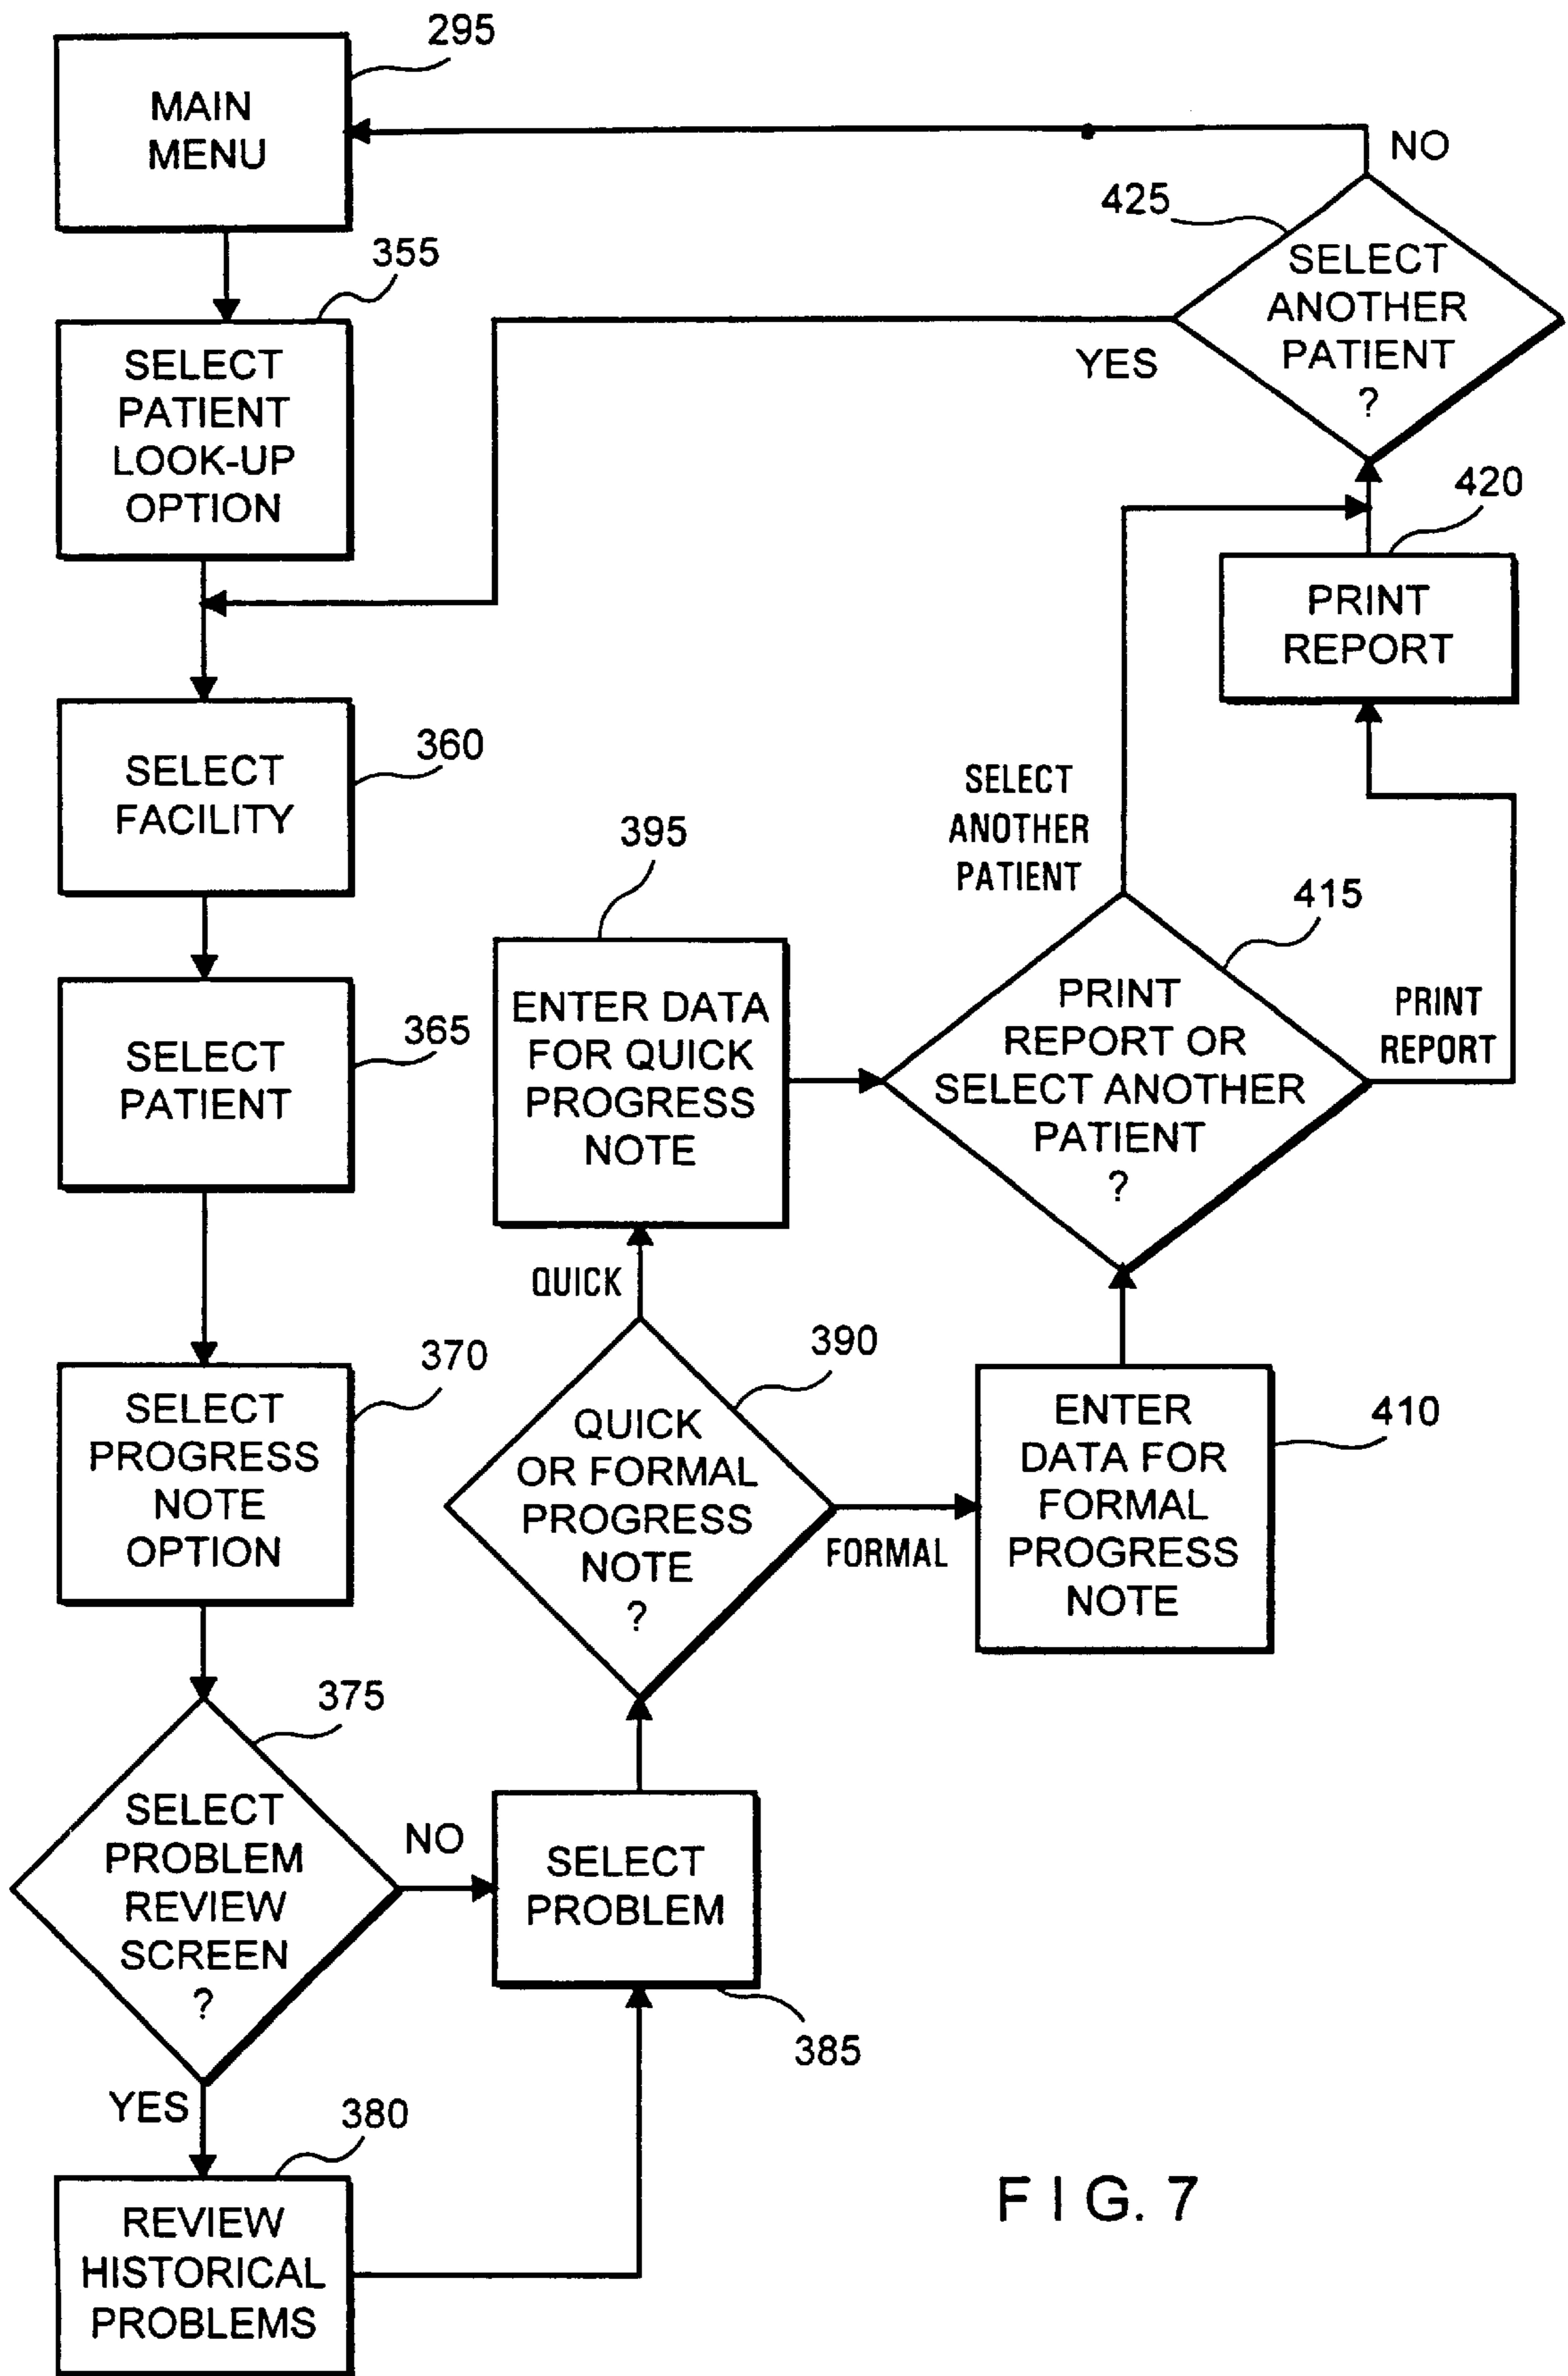 295
MAIN
MENU
355
SELECT
PATIENT
LOOK-UP
OPTION
360
SELECT
FACILITY
365
SELECT
PATIENT
370
SELECT
PROGRESS
NOTE
OPTION
375
SELECT
PROBLEM
REVIEW
SCREEN
?
NO
YES
380
REVIEW
HISTORICAL
PROBLEMS
SELECT
PROBLEM
385
390
QUICK
OR FORMAL
PROGRESS
NOTE
?
QUICK
FORMAL
395
ENTER DATA
FOR QUICK
PROGRESS
NOTE
410
ENTER
DATA FOR
FORMAL
PROGRESS
NOTE
415
PRINT
REPORT OR
SELECT ANOTHER
PATIENT
?
SELECT
ANOTHER
PATIENT
PRINT
REPORT
420
PRINT
REPORT
425
SELECT
ANOTHER
PATIENT
?
YES
NO
FIG. 7